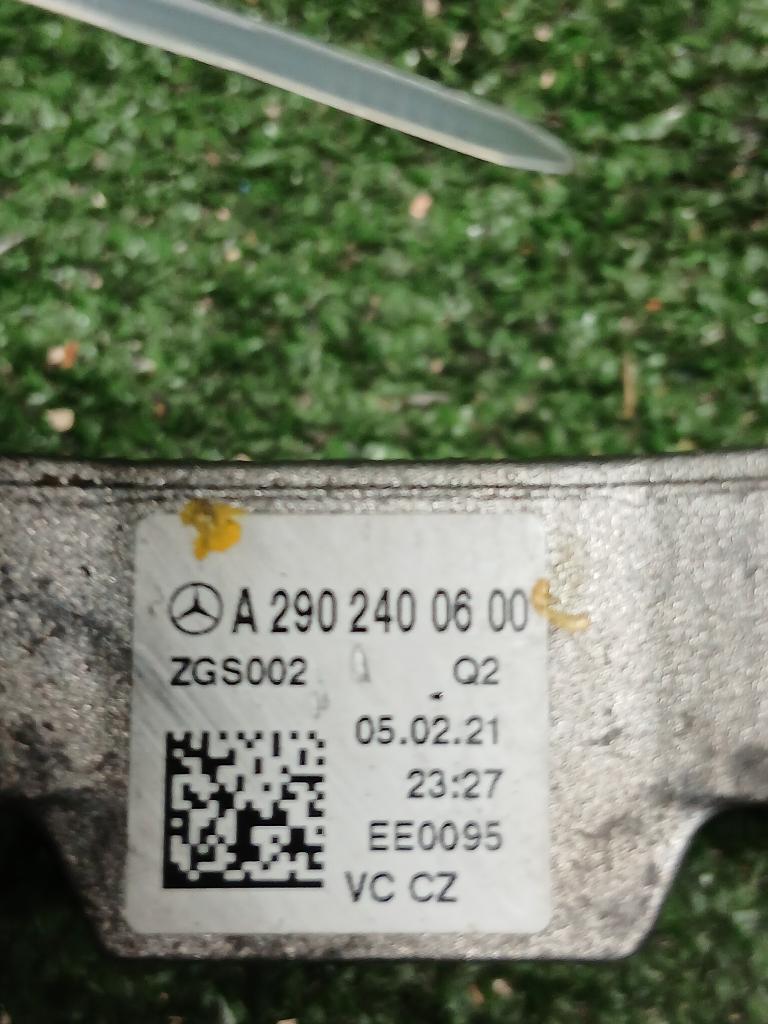 A 290 240 06 00
ZGS002 Q2
05.02.21
23:27
EE0095
VC CZ